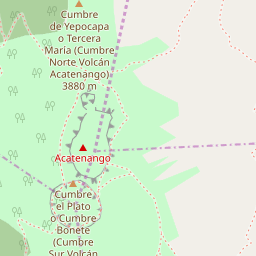 Cumbre
de Yepocapa
o Tercera
María (Cumbre
Norte Volcán
Acatenango)
3880 m
Acatenango
Cumbre
el Plato
o Cumbre
Bonete
(Cumbre
Sur Volcán